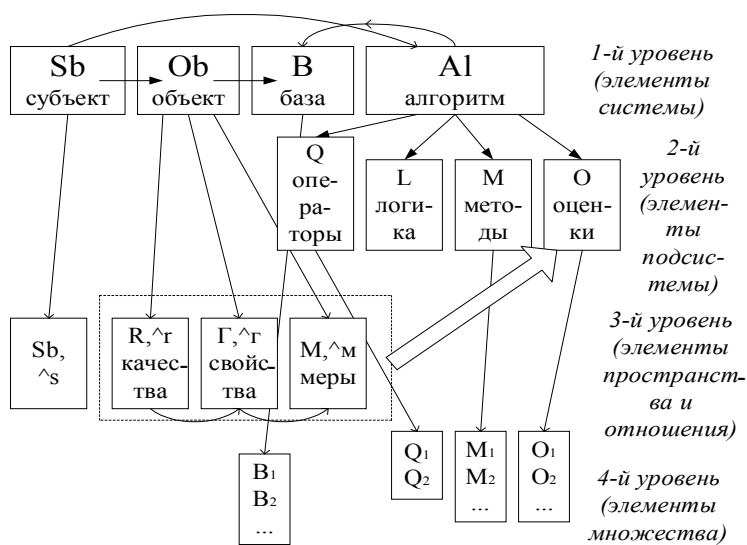 Sb
субъект
Ob
объект
B
база
Al
алгоритм
1-й уровень
(элементы
системы)
Q
опе-
ра-
торы
L
логи-
ка
M
мето-
ды
O
оцен-
ки
2-й
уровень
(элемен-
ты
подсис-
темы)
Sb,
^s
R,^r
качес-
тва
Г,^г
свойс-
тва
М,^м
меры
3-й уровень
(элементы
пространст-
ва и
отношения)
B1
B2
...
Q1
Q2
M1
M2
...
O1
O2
...
4-й уровень
(элементы
множества)